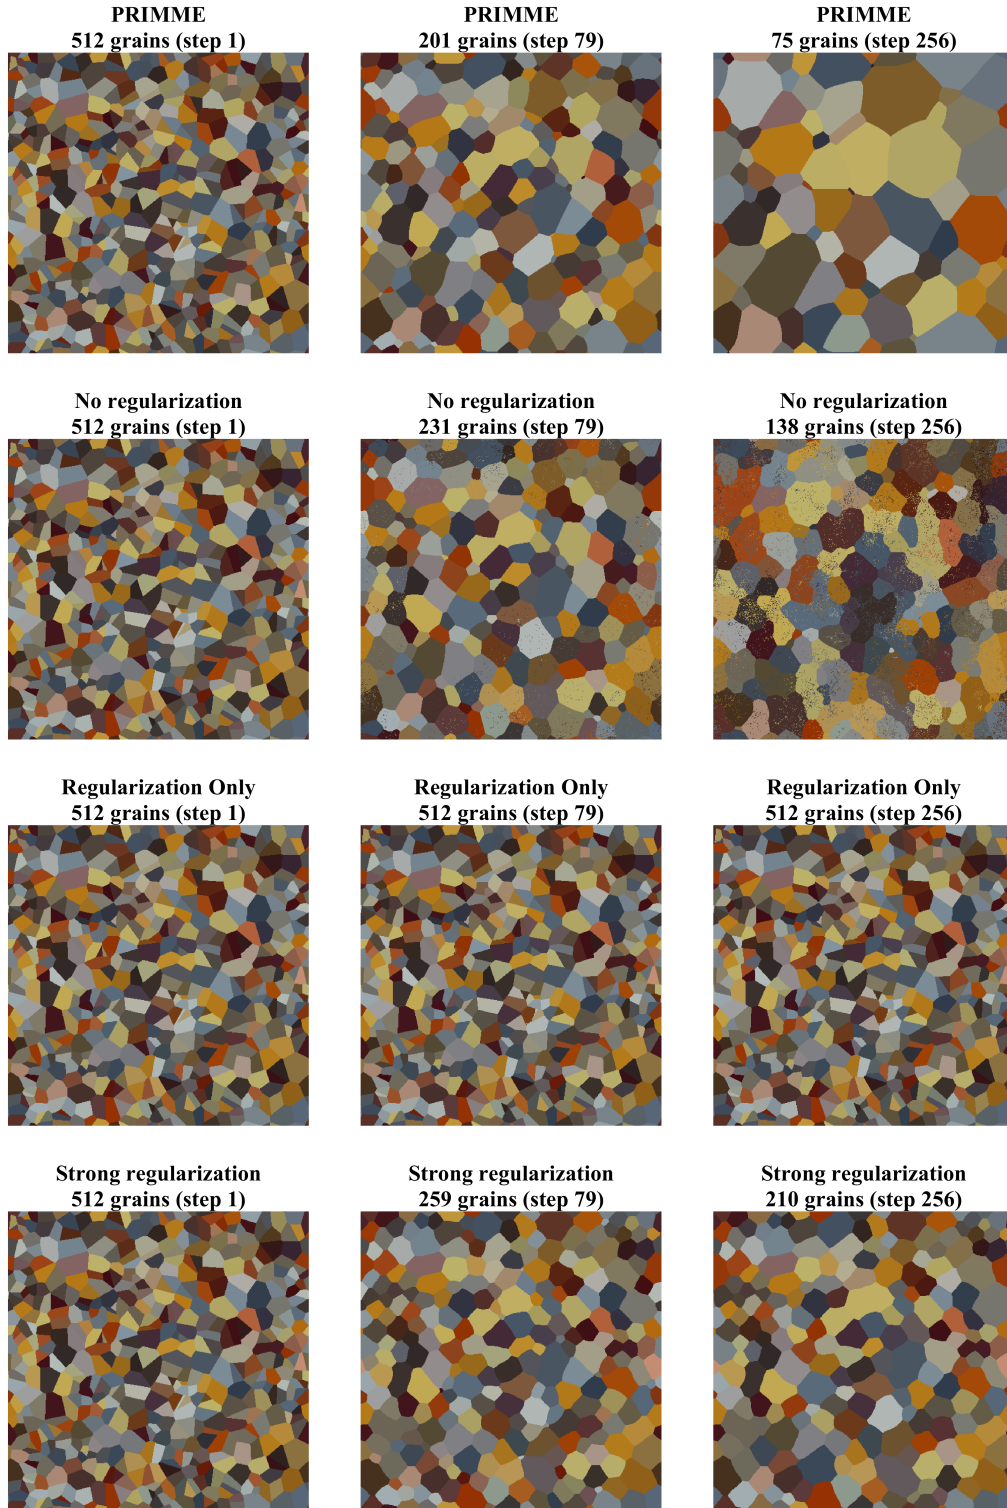 PRIMME
512 grains (step 1)
PRIMME
201 grains (step 79)
PRIMME
75 grains (step 256)
No regularization
512 grains (step 1)
No regularization
231 grains (step 79)
No regularization
138 grains (step 256)
Regularization Only
512 grains (step 1)
Regularization Only
512 grains (step 79)
Regularization Only
512 grains (step 256)
Strong regularization
512 grains (step 1)
Strong regularization
259 grains (step 79)
Strong regularization
210 grains (step 256)